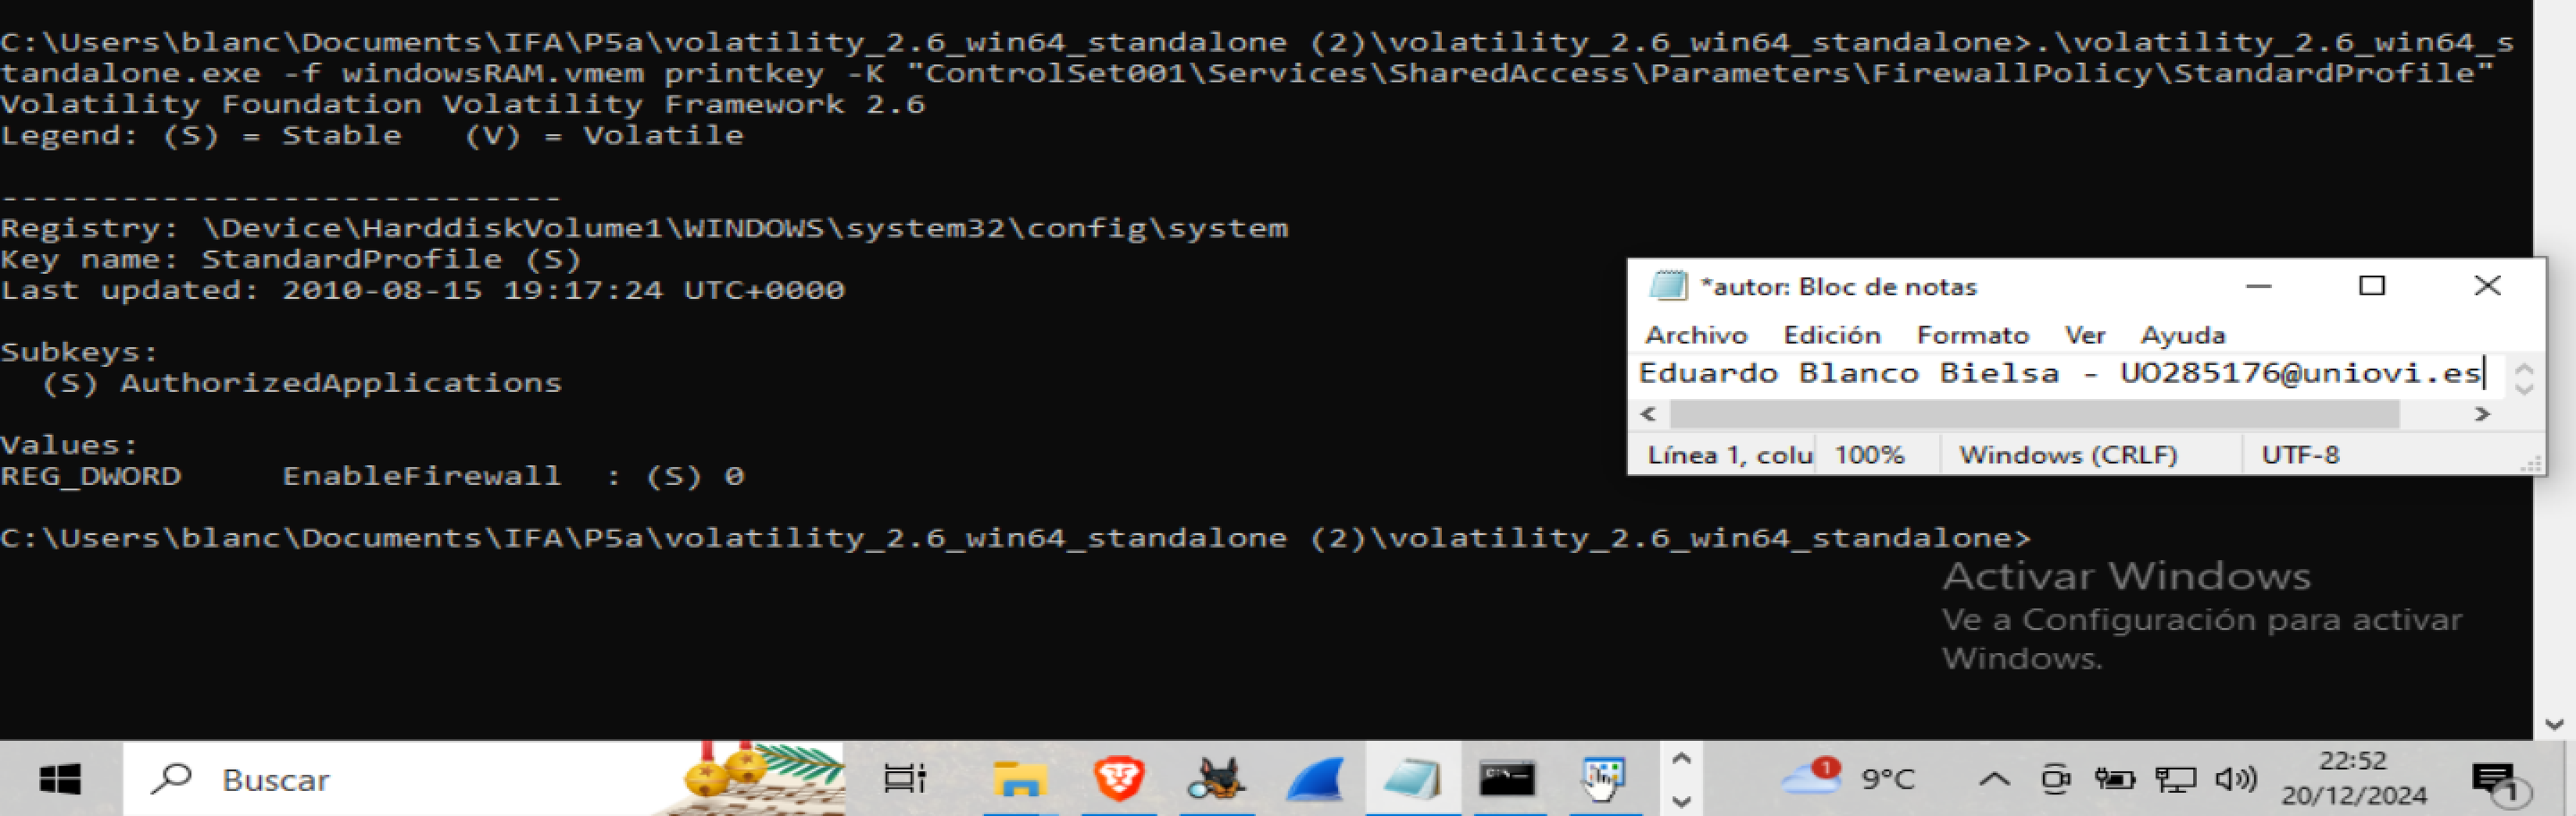 C:\Users\blanc\Documents\IFA\P5a\volatility_2.6_win64_standalone (2)\volatility_2.6_win64_standalone>.\volatility_2.6_win64_s
tandalone.exe -f windowsRAM.vmem printkey -K "ControlSet001\Services\SharedAccess\Parameters\FirewallPolicy\StandardProfile"
Volatility Foundation Volatility Framework 2.6
Legend: (S) = Stable   (V) = Volatile
----------------------------
Registry: \Device\HarddiskVolume1\WINDOWS\system32\config\system
Key name: StandardProfile (S)
Last updated: 2010-08-15 19:17:24 UTC+0000
Subkeys:
  (S) AuthorizedApplications
Values:
REG_DWORD     EnableFirewall  : (S) 0
C:\Users\blanc\Documents\IFA\P5a\volatility_2.6_win64_standalone (2)\volatility_2.6_win64_standalone>
*autor: Bloc de notas
Archivo Edición Formato Ver Ayuda
Eduardo Blanco Bielsa - UO285176@uniovi.es
Línea 1, colu 100% Windows (CRLF) UTF-8
Activar Windows
Ve a Configuración para activar
Windows.
Buscar
1
9°C
22:52
20/12/2024
1